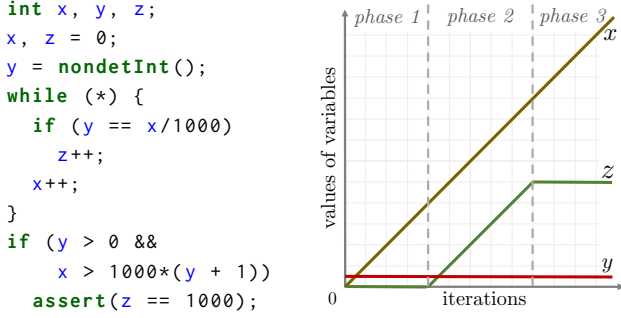 int x, y, z;
x, z = 0;
y = nondetInt();
while (*) {
if (y == x/1000)
z++;
x++;
}
if (y > 0 &&
x > 1000*(y + 1))
assert(z == 1000);
phase 1
phase 2
phase 3
x
values of variables
z
y
0
iterations